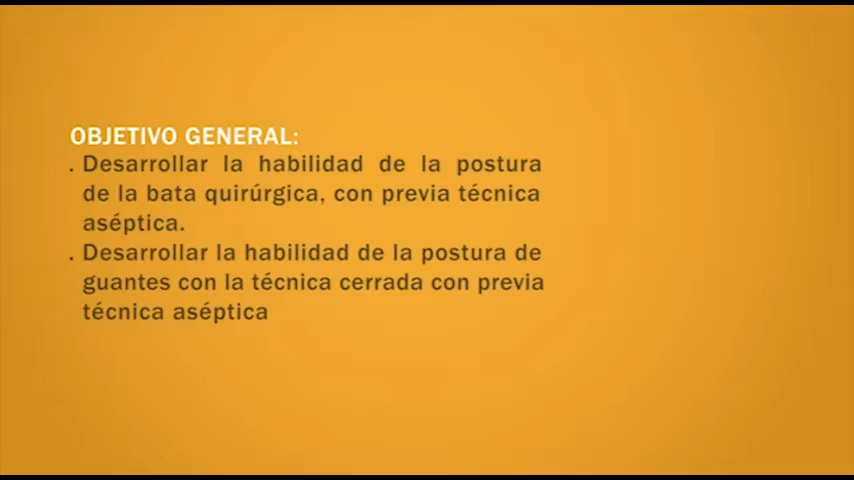 OBJETIVO GENERAL:
. Desarrollar la habilidad de la postura
de la bata quirúrgica, con previa técnica
aséptica.
. Desarrollar la habilidad de la postura de
guantes con la técnica cerrada con previa
técnica aséptica